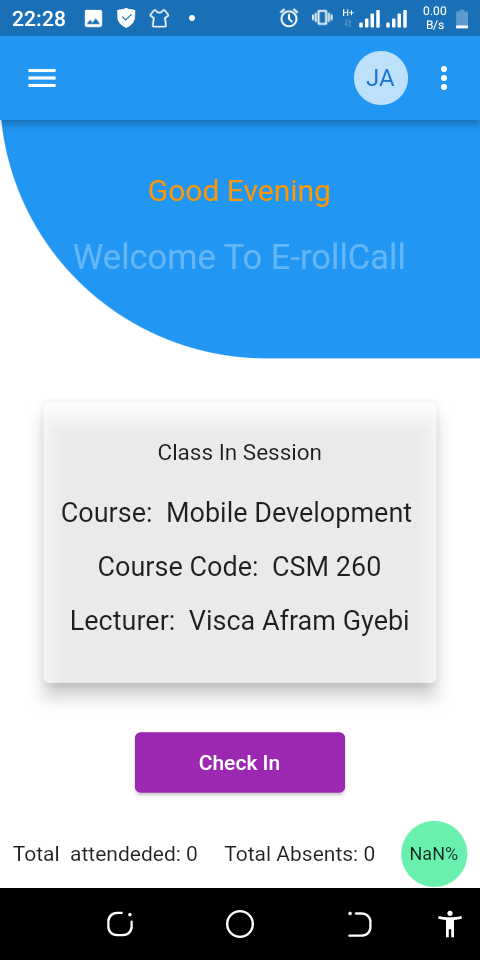 22:28 H+ 0.00 B/s
JA
Good Evening
Welcome To E-rollCall
Class In Session
Course: Mobile Development
Course Code: CSM 260
Lecturer: Visca Afram Gyebi
Check In
Total attendeded: 0 Total Absents: 0 NaN%